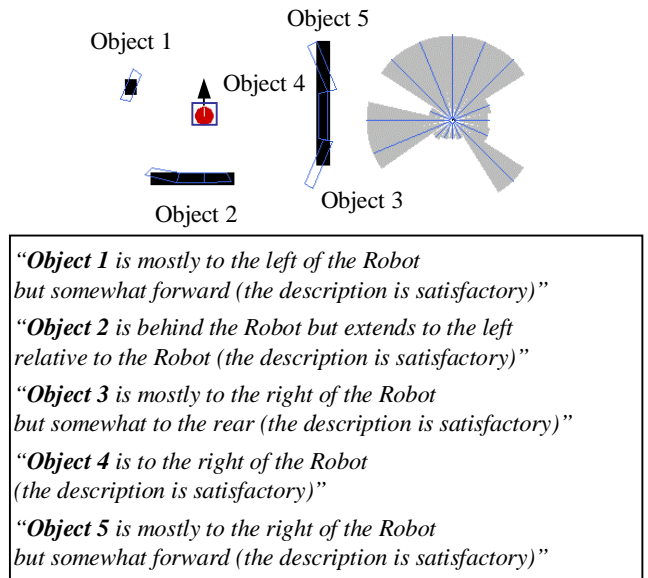 Object 5
Object 1
Object 4
Object 3
Object 2
“Object 1 is mostly to the left of the Robot
but somewhat forward (the description is satisfactory)”
“Object 2 is behind the Robot but extends to the left
relative to the Robot (the description is satisfactory)”
“Object 3 is mostly to the right of the Robot
but somewhat to the rear (the description is satisfactory)”
“Object 4 is to the right of the Robot
(the description is satisfactory)”
“Object 5 is mostly to the right of the Robot
but somewhat forward (the description is satisfactory)”